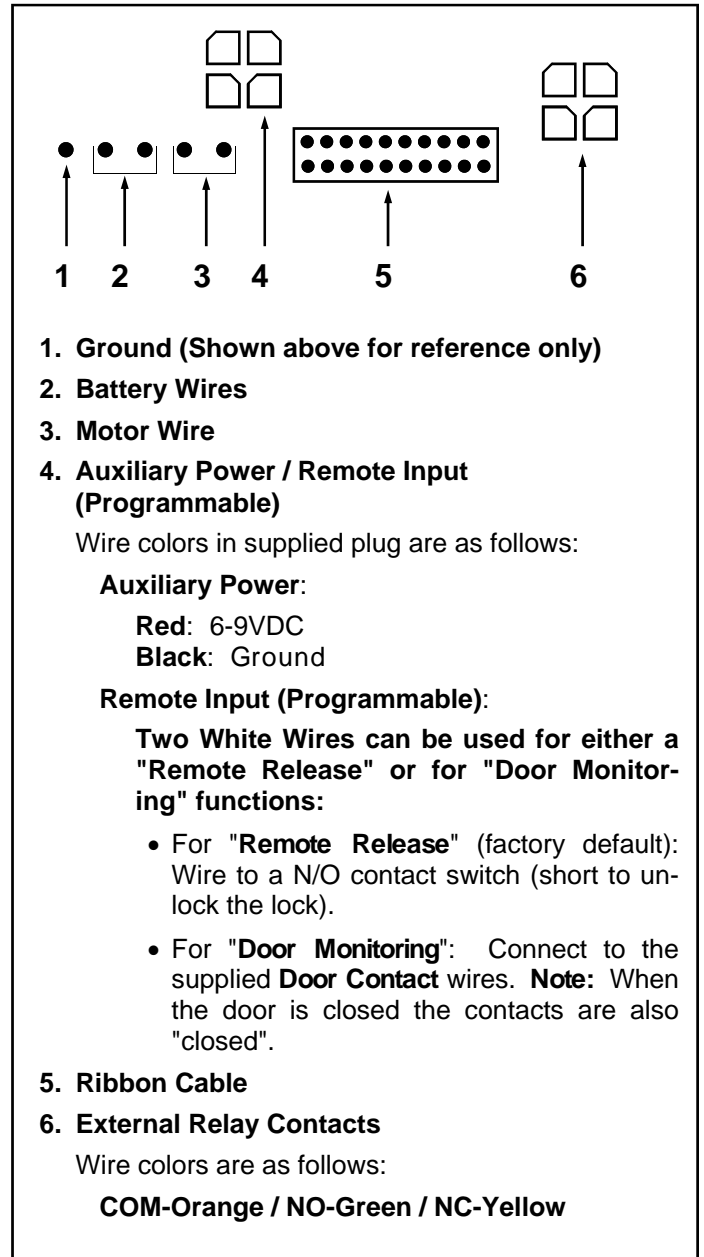 1 2 3 4 5 6
1. Ground (Shown above for reference only)
2. Battery Wires
3. Motor Wire
4. Auxiliary Power / Remote Input
(Programmable)
Wire colors in supplied plug are as follows:
Auxiliary Power:
Red: 6-9VDC
Black: Ground
Remote Input (Programmable):
Two White Wires can be used for either a
"Remote Release" or for "Door Monitor-
ing" functions:
• For "Remote Release" (factory default):
Wire to a N/O contact switch (short to un-
lock the lock).
• For "Door Monitoring": Connect to the
supplied Door Contact wires. Note: When
the door is closed the contacts are also
"closed".
5. Ribbon Cable
6. External Relay Contacts
Wire colors are as follows:
COM-Orange / NO-Green / NC-Yellow